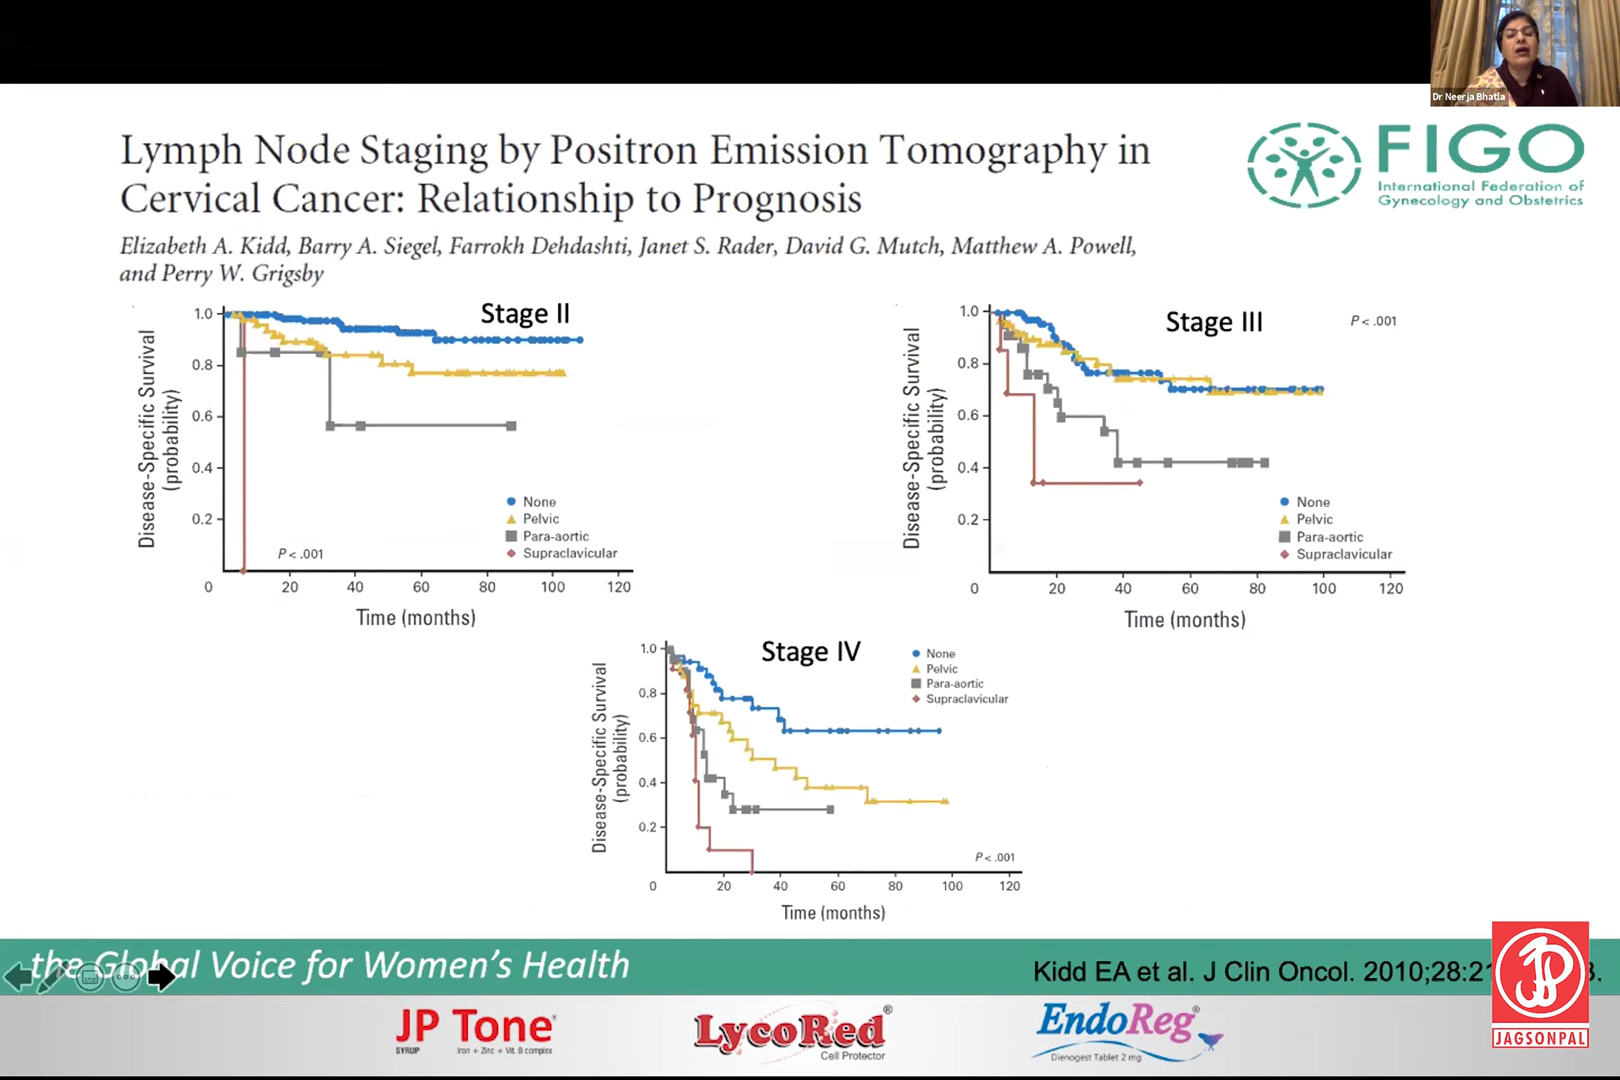 Dr Neerja Bhatla
Lymph Node Staging by Positron Emission Tomography in
Cervical Cancer: Relationship to Prognosis
Elizabeth A. Kidd, Barry A. Siegel, Farrokh Dehdashti, Janet S. Rader, David G. Mutch, Matthew A. Powell,
and Perry W. Grigsby
FIGO
International Federation of
Gynecology and Obstetrics
Stage II
Disease-Specific Survival
(probability)
1.0
0.8
0.6
0.4
0.2
None
Pelvic
Para-aortic
Supraclavicular
P < .001
0 20 40 60 80 100 120
Time (months)
Stage III
P < .001
Disease-Specific Survival
(probability)
1.0
0.8
0.6
0.4
0.2
None
Pelvic
Para-aortic
Supraclavicular
0 20 40 60 80 100 120
Time (months)
Stage IV
Disease-Specific Survival
(probability)
1.0
0.8
0.6
0.4
0.2
None
Pelvic
Para-aortic
Supraclavicular
P < .001
0 20 40 60 80 100 120
Time (months)
the Global Voice for Women's Health
Kidd EA et al. J Clin Oncol. 2010;28:2
JP
JAGSONPAL
JP Tone
SYRUP Iron + Zinc + Vit. B complex
LycoRed®
Cell Protector
EndoReg®
Dienogest Tablet 2 mg